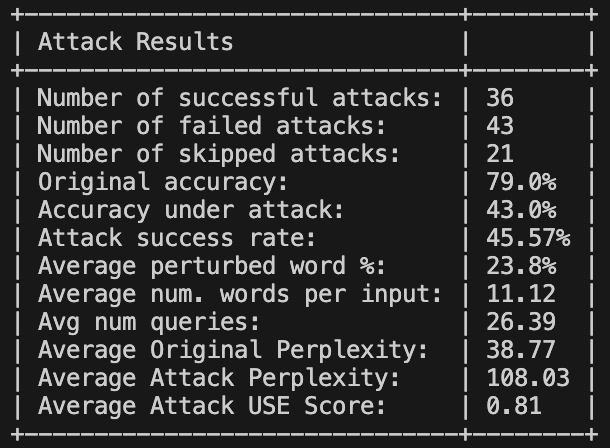 Attack Results
Number of successful attacks: 36
Number of failed attacks: 43
Number of skipped attacks: 21
Original accuracy: 79.0%
Accuracy under attack: 43.0%
Attack success rate: 45.57%
Average perturbed word %: 23.8%
Average num. words per input: 11.12
Avg num queries: 26.39
Average Original Perplexity: 38.77
Average Attack Perplexity: 108.03
Average Attack USE Score: 0.81